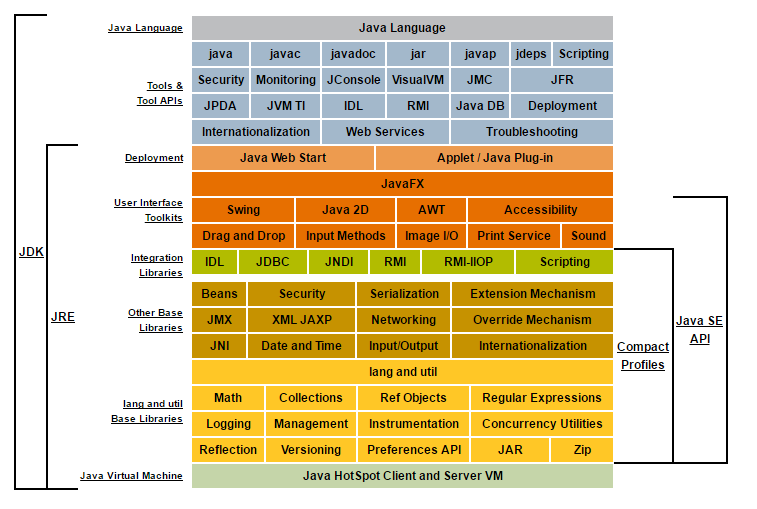 Java Language Java Language
java javac javadoc jar javap jdeps Scripting
Tools &
Tool APIs
Security Monitoring JConsole VisualVM JMC JFR
JPDA JVM TI IDL RMI Java DB Deployment
Internationalization Web Services Troubleshooting
Deployment Java Web Start Applet / Java Plug-in
JavaFX
User Interface
Toolkits
Swing Java 2D AWT Accessibility
Drag and Drop Input Methods Image I/O Print Service Sound
JDK
Integration
Libraries
IDL JDBC JNDI RMI RMI-IIOP Scripting
Beans Security Serialization Extension Mechanism
JRE
Other Base
Libraries
JMX XML JAXP Networking Override Mechanism
Java SE
API
JNI Date and Time Input/Output Internationalization
Compact
Profiles
lang and util
lang and util
Base Libraries
Math Collections Ref Objects Regular Expressions
Logging Management Instrumentation Concurrency Utilities
Reflection Versioning Preferences API JAR Zip
Java Virtual Machine Java HotSpot Client and Server VM